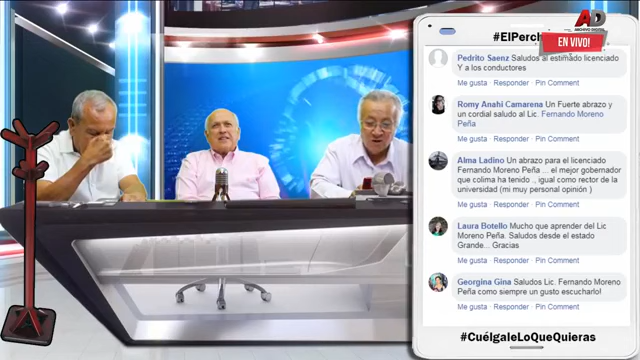 #ElPerch
AD
ARCHIVO DIGITAL
EN VIVO!
Pedrito Saenz Saludos al estimado licenciado
Y a los conductores
Me gusta · Responder · Pin Comment
Romy Anahi Camarena Un Fuerte abrazo y
un cordial saludo al Lic. Fernando Moreno
Peña
Me gusta · Responder · Pin Comment
Alma Ladino Un abrazo para el licenciado
Fernando Moreno Peña ... el mejor gobernador
que colima ha tenido ., igual como rector de la
universidad (mi muy personal opinión )
Me gusta · Responder · Pin Comment
Laura Botello Mucho que aprender del Lic
Moreno Peña. Saludos desde el estado
Grande... Gracias
Me gusta · Responder · Pin Comment
Georgina Gina Saludos Lic. Fernando Moreno
Peña como siempre un gusto escucharlo!
Me gusta · Responder · Pin Comment
#CuélgaleLoQueQuieras